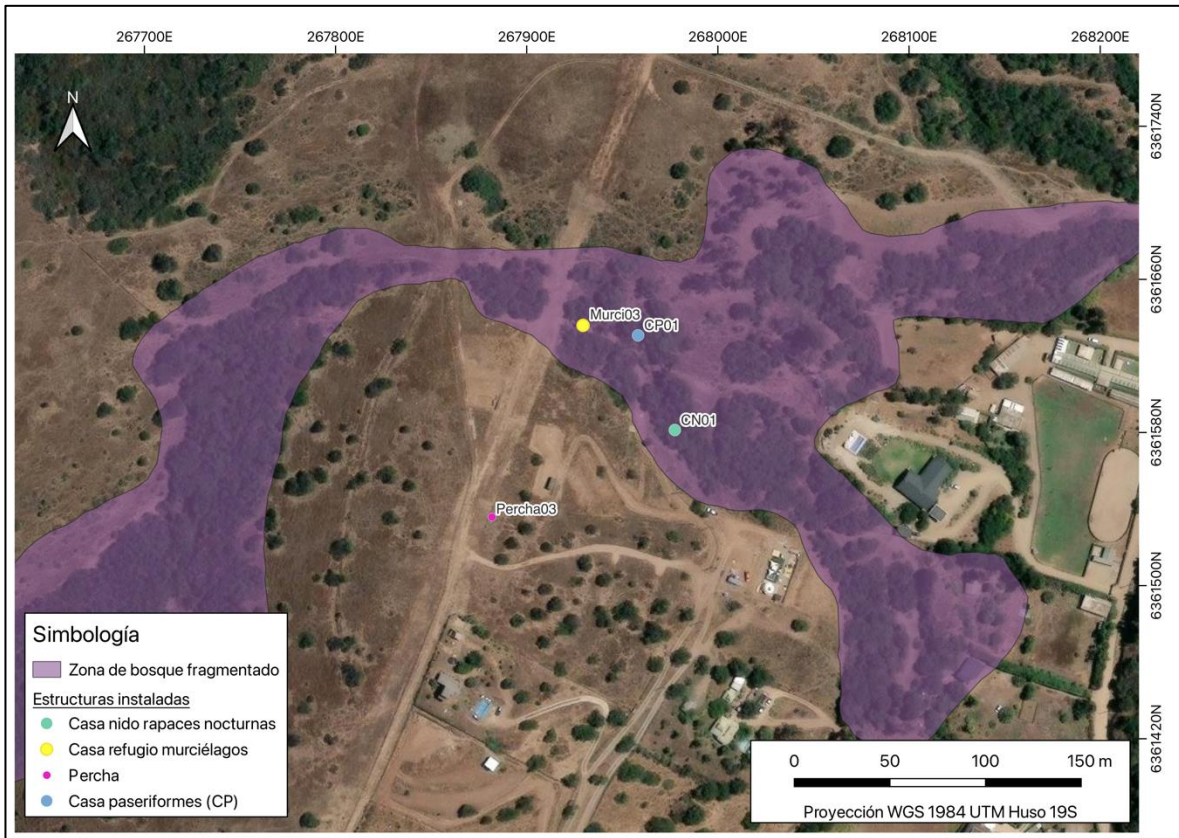 267700E
267800E
267900E
268000E
268100E
268200E
N
6361740N
6361660N
6361580N
6361500N
6361420N
Murci03
CP01
CN01
Percha03
Simbología
Zona de bosque fragmentado
Estructuras instaladas
Casa nido rapaces nocturnas
Casa refugio murciélagos
Percha
Casa paseriformes (CP)
0 50 100 150 m
Proyección WGS 1984 UTM Huso 19S